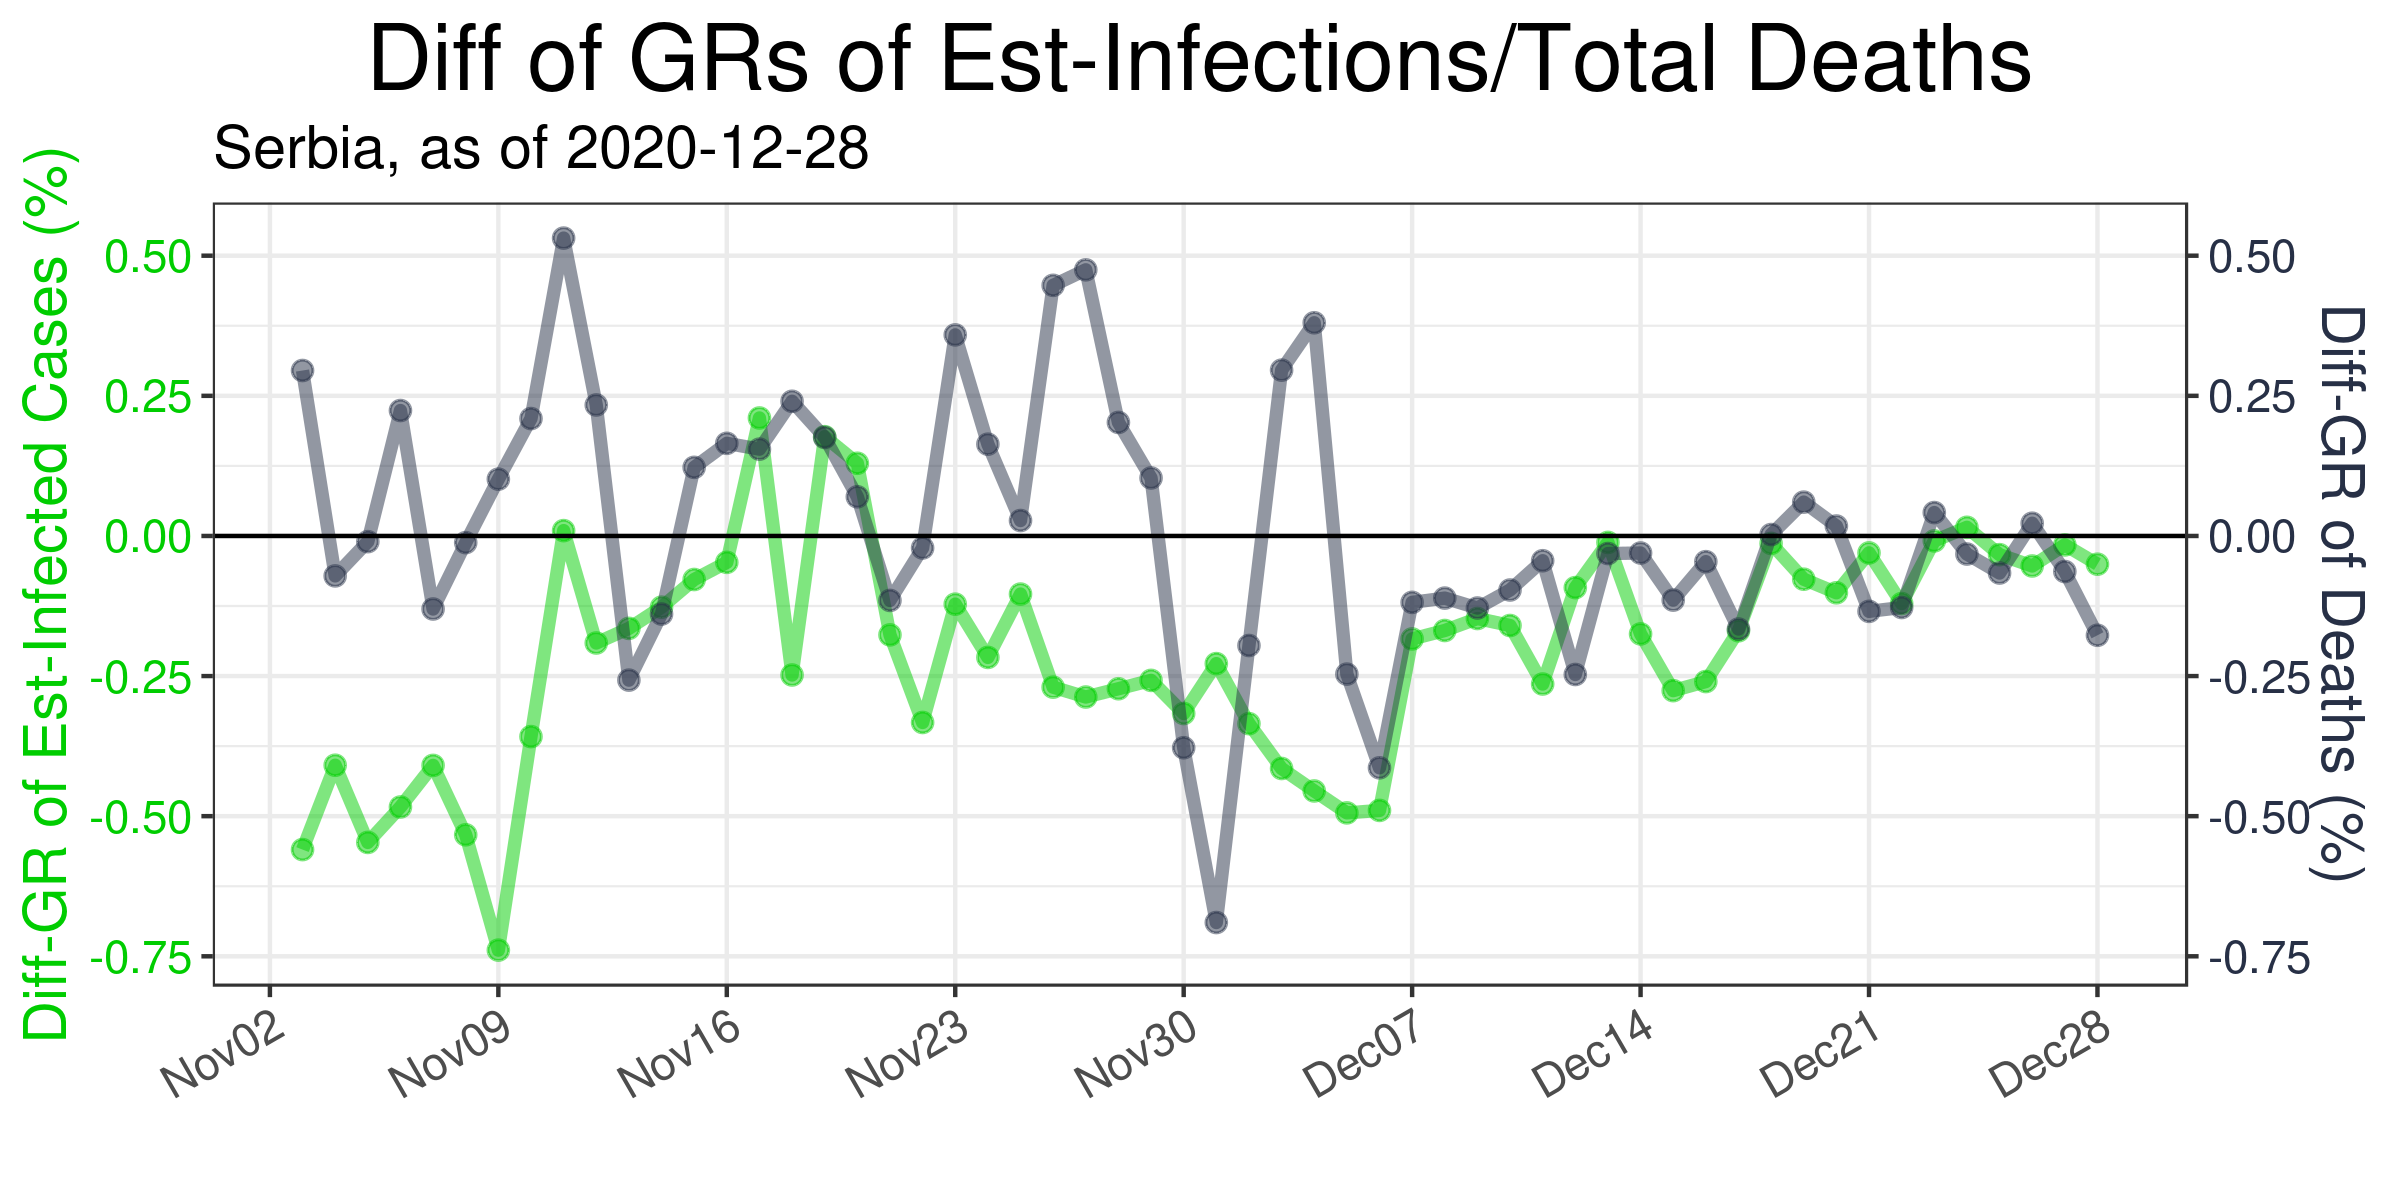 Diff of GRs of Est-Infections/Total Deaths
Serbia, as of 2020-12-28
Diff-GR of Est-Infected Cases (%)
0.50
0.25
0.00
-0.25
-0.50
-0.75
0.50
0.25
0.00
-0.25
-0.50
-0.75
Diff-GR of Deaths (%)
Nov02
Nov09
Nov16
Nov23
Nov30
Dec07
Dec14
Dec21
Dec28